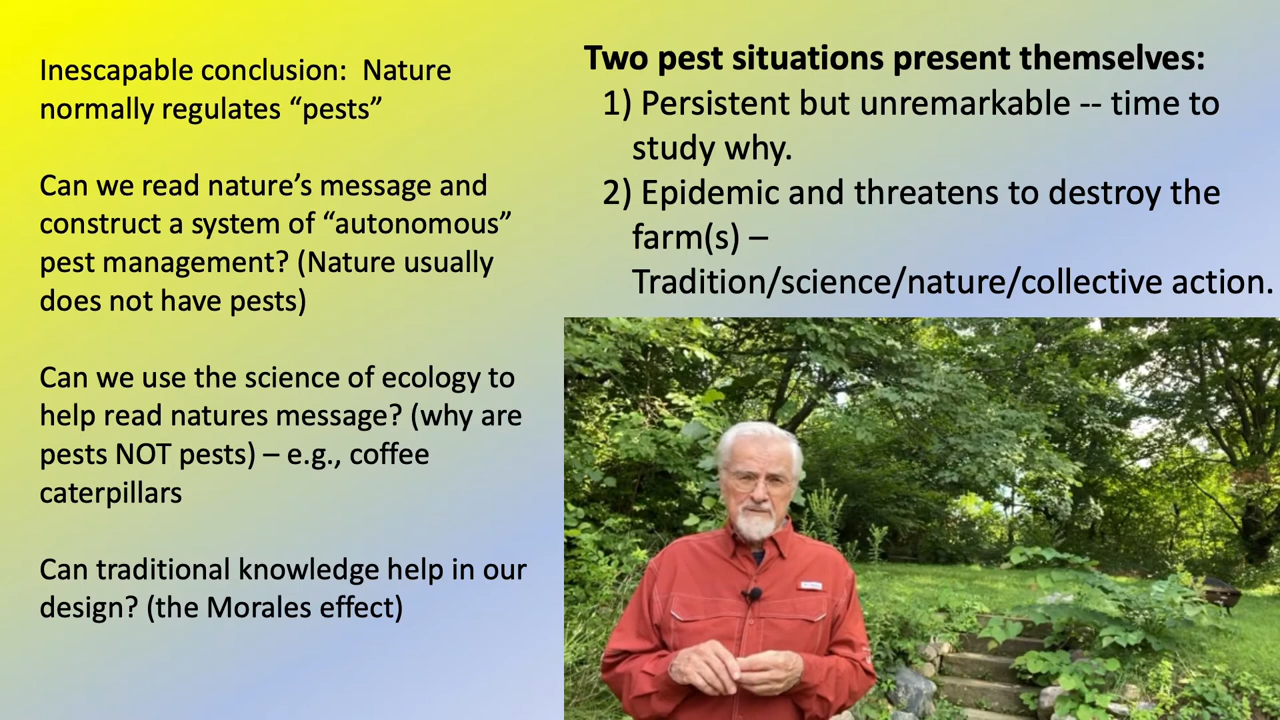 Inescapable conclusion:  Nature
normally regulates “pests”
Can we read nature’s message and
construct a system of “autonomous”
pest management? (Nature usually
does not have pests)
Can we use the science of ecology to
help read natures message? (why are
pests NOT pests) – e.g., coffee
caterpillars
Can traditional knowledge help in our
design? (the Morales effect)
Two pest situations present themselves:
1) Persistent but unremarkable -- time to
study why.
2) Epidemic and threatens to destroy the
farm(s) –
Tradition/science/nature/collective action.